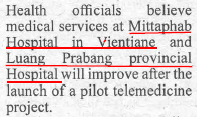 Health officials believe
medical services at Mittaphab
Hospital in Vientiane and
Luang Prabang provincial
Hospital will improve after the
launch of a pilot telemedicine
project.